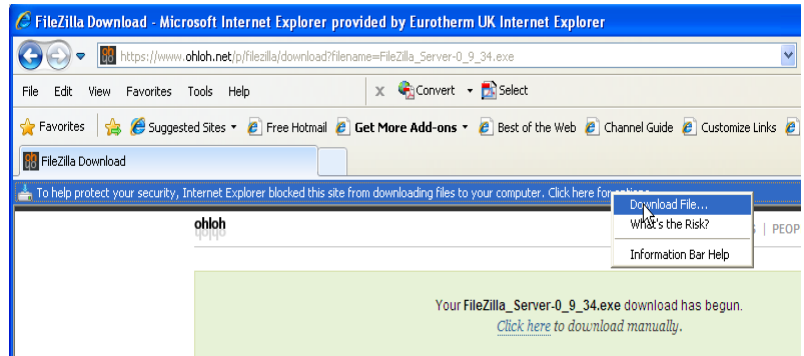 FileZilla Download - Microsoft Internet Explorer provided by Eurotherm UK Internet Explorer
https://www.ohloh.net/p/filezilla/download?filename=FileZilla_Server-0_9_34.exe
File Edit View Favorites Tools Help x Convert Select
Favorites Suggested Sites Free Hotmail Get More Add-ons Best of the Web Channel Guide Customize Links
FileZilla Download
To help protect your security, Internet Explorer blocked this site from downloading files to your computer. Click here for options...
Download File...
ohloh What's the Risk? | PEOP
Information Bar Help
Your FileZilla_Server-0_9_34.exe download has begun.
Click here to download manually.